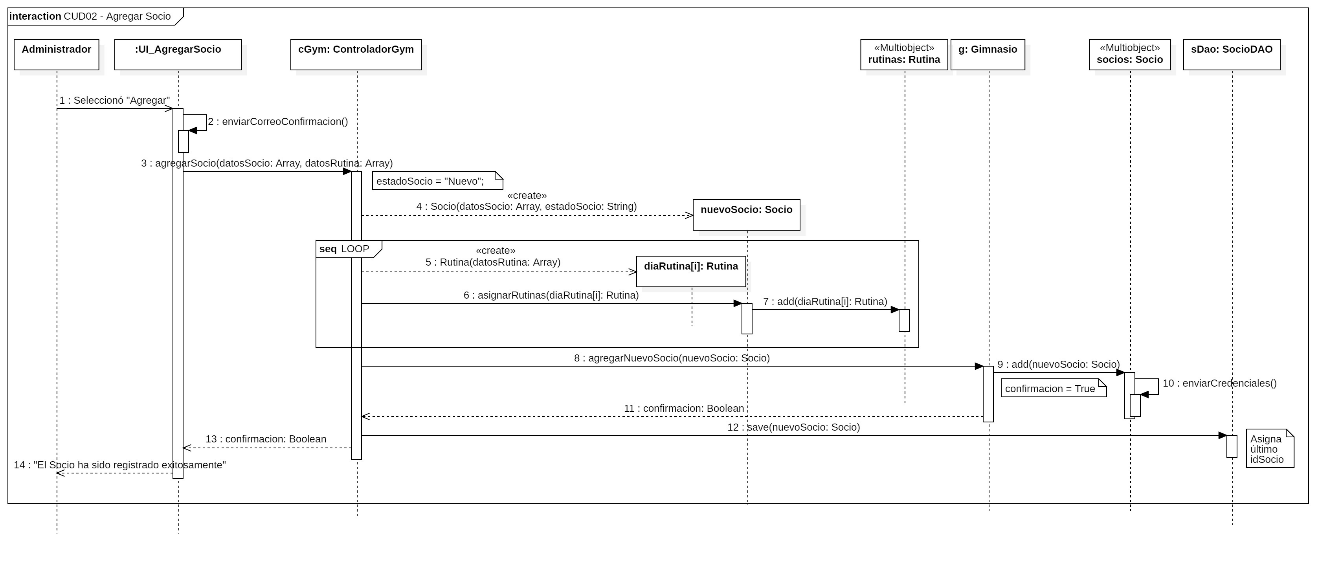 interaction CUD02 - Agregar Socio
Administrador
:UI_AgregarSocio
cGym: ControladorGym
«Multiobject»
rutinas: Rutina
g: Gimnasio
«Multiobject»
socios: Socio
sDao: SocioDAO
1 : Seleccionó "Agregar"
2 : enviarCorreoConfirmacion()
3 : agregarSocio(datosSocio: Array, datosRutina: Array)
estadoSocio = "Nuevo";
«create»
4 : Socio(datosSocio: Array, estadoSocio: String)
nuevoSocio: Socio
seq LOOP
«create»
5 : Rutina(datosRutina: Array)
diaRutina[i]: Rutina
6 : asignarRutinas(diaRutina[i]: Rutina)
7 : add(diaRutina[i]: Rutina)
8 : agregarNuevoSocio(nuevoSocio: Socio)
9 : add(nuevoSocio: Socio)
confirmacion = True
10 : enviarCredenciales()
11 : confirmacion: Boolean
12 : save(nuevoSocio: Socio)
13 : confirmacion: Boolean
Asigna
último
idSocio
14 : "El Socio ha sido registrado exitosamente"